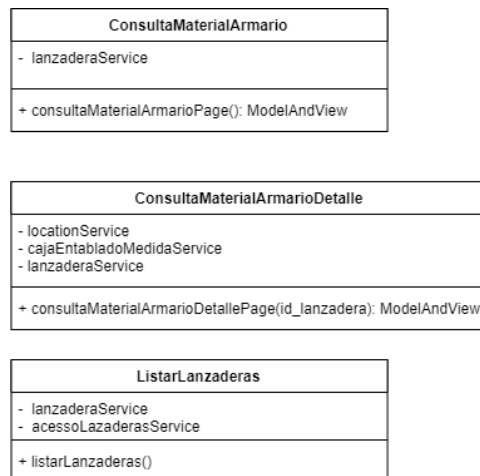 ConsultaMaterialArmario
- lanzaderaService
+ consultaMaterialArmarioPage(): ModelAndView
ConsultaMaterialArmarioDetalle
- locationService
- cajaEntabladoMedidaService
- lanzaderaService
+ consultaMaterialArmarioDetallePage(id_lanzadera): ModelAndView
ListarLanzaderas
- lanzaderaService
- acessoLazaderasService
+ listarLanzaderas()